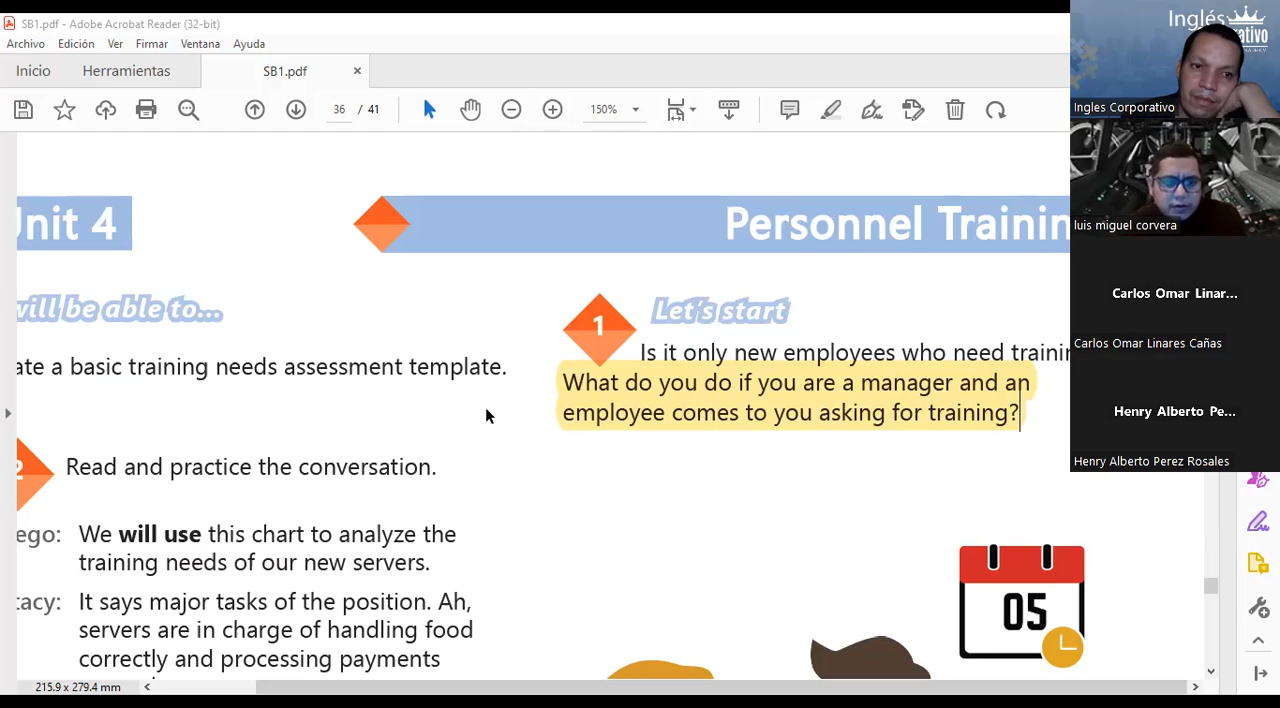 SB1.pdf - Adobe Acrobat Reader (32-bit)
Archivo Edición Ver Firmar Ventana Ayuda
Inicio Herramientas SB1.pdf ×
36 / 41 150%
Unit 4
Personnel Trainin
will be able to...
ate a basic training needs assessment template.
2 Read and practice the conversation.
ego: We will use this chart to analyze the
training needs of our new servers.
tacy: It says major tasks of the position. Ah,
servers are in charge of handling food
correctly and processing payments
1 Let's start
Is it only new employees who need trainin
What do you do if you are a manager and an
employee comes to you asking for training?
05
215.9 x 279.4 mm
Inglés
Ingles Corporativo
luis miguel corvera
Carlos Omar Linar...
Carlos Omar Linares Cañas
Henry Alberto Pe...
Henry Alberto Perez Rosales